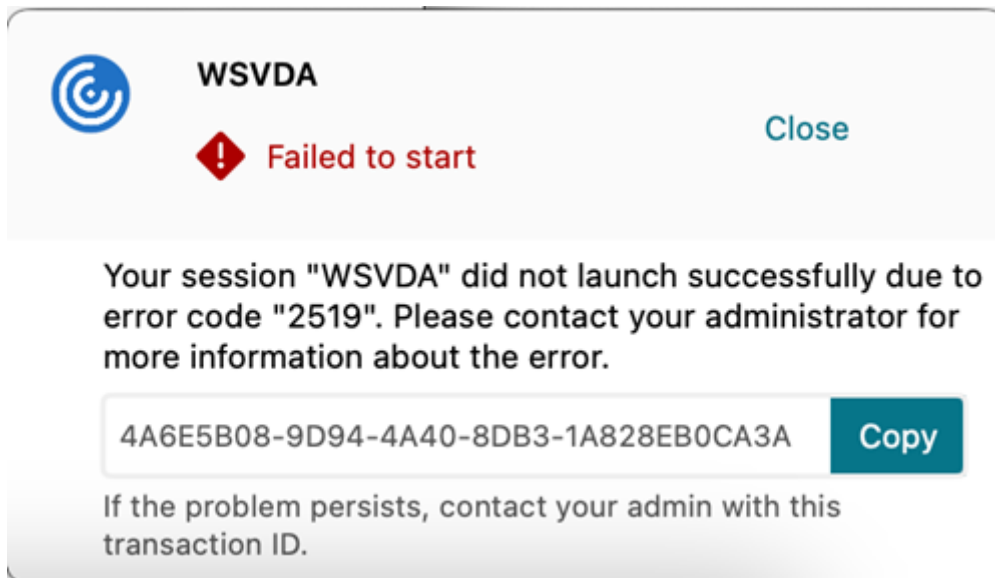 WSVDA
Failed to start
Close
Your session "WSVDA" did not launch successfully due to
error code "2519". Please contact your administrator for
more information about the error.
4A6E5B08-9D94-4A40-8DB3-1A828EB0CA3A
Copy
If the problem persists, contact your admin with this
transaction ID.